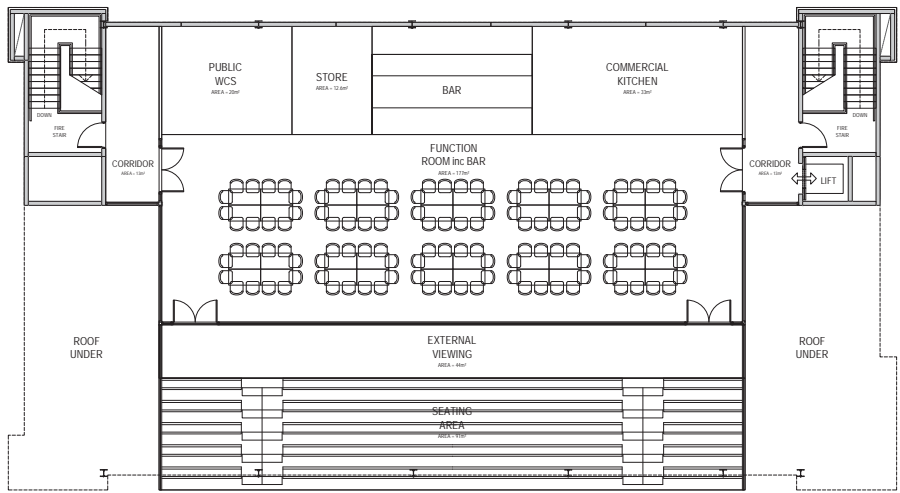 PUBLIC
WCS
AREA - 20m²
STORE
AREA - 12.6m²
BAR
COMMERCIAL
KITCHEN
AREA - 33m²
DOWN
FIRE
STAIR
DOWN
FIRE
STAIR
FUNCTION
ROOM inc BAR
AREA - 177m²
CORRIDOR
AREA - 13m²
CORRIDOR
AREA - 13m²
LIFT
ROOF
UNDER
EXTERNAL
VIEWING
AREA - 44m²
ROOF
UNDER
SEATING
AREA
AREA - 91m²